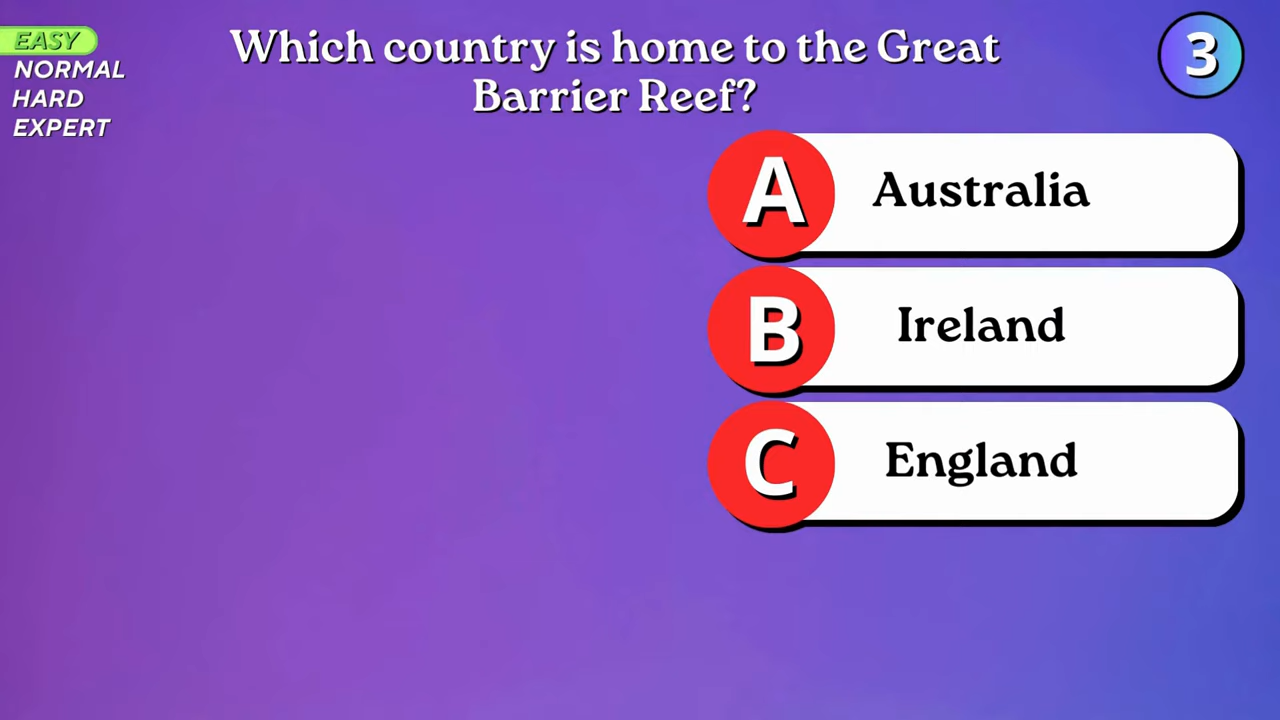 EASY
NORMAL
HARD
EXPERT
Which country is home to the Great
Barrier Reef?
3
A Australia
B Ireland
C England